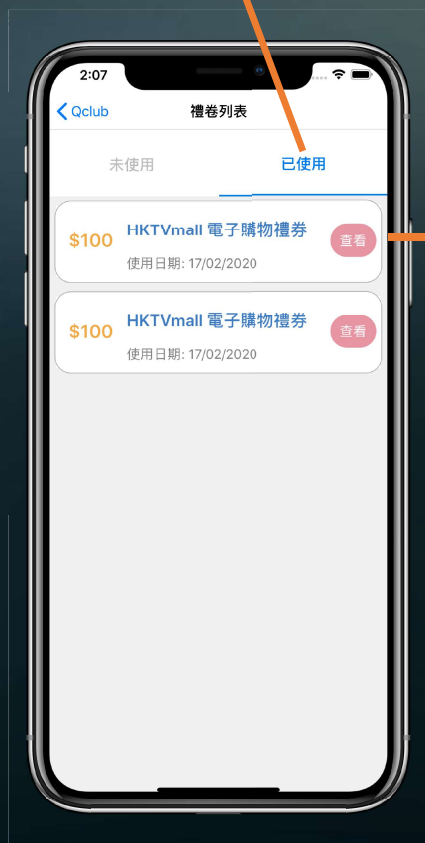 2:07
Qclub
禮卷列表
未使用
已使用
$100
HKTVmall 電子購物禮券
使用日期: 17/02/2020
查看
$100
HKTVmall 電子購物禮券
使用日期: 17/02/2020
查看